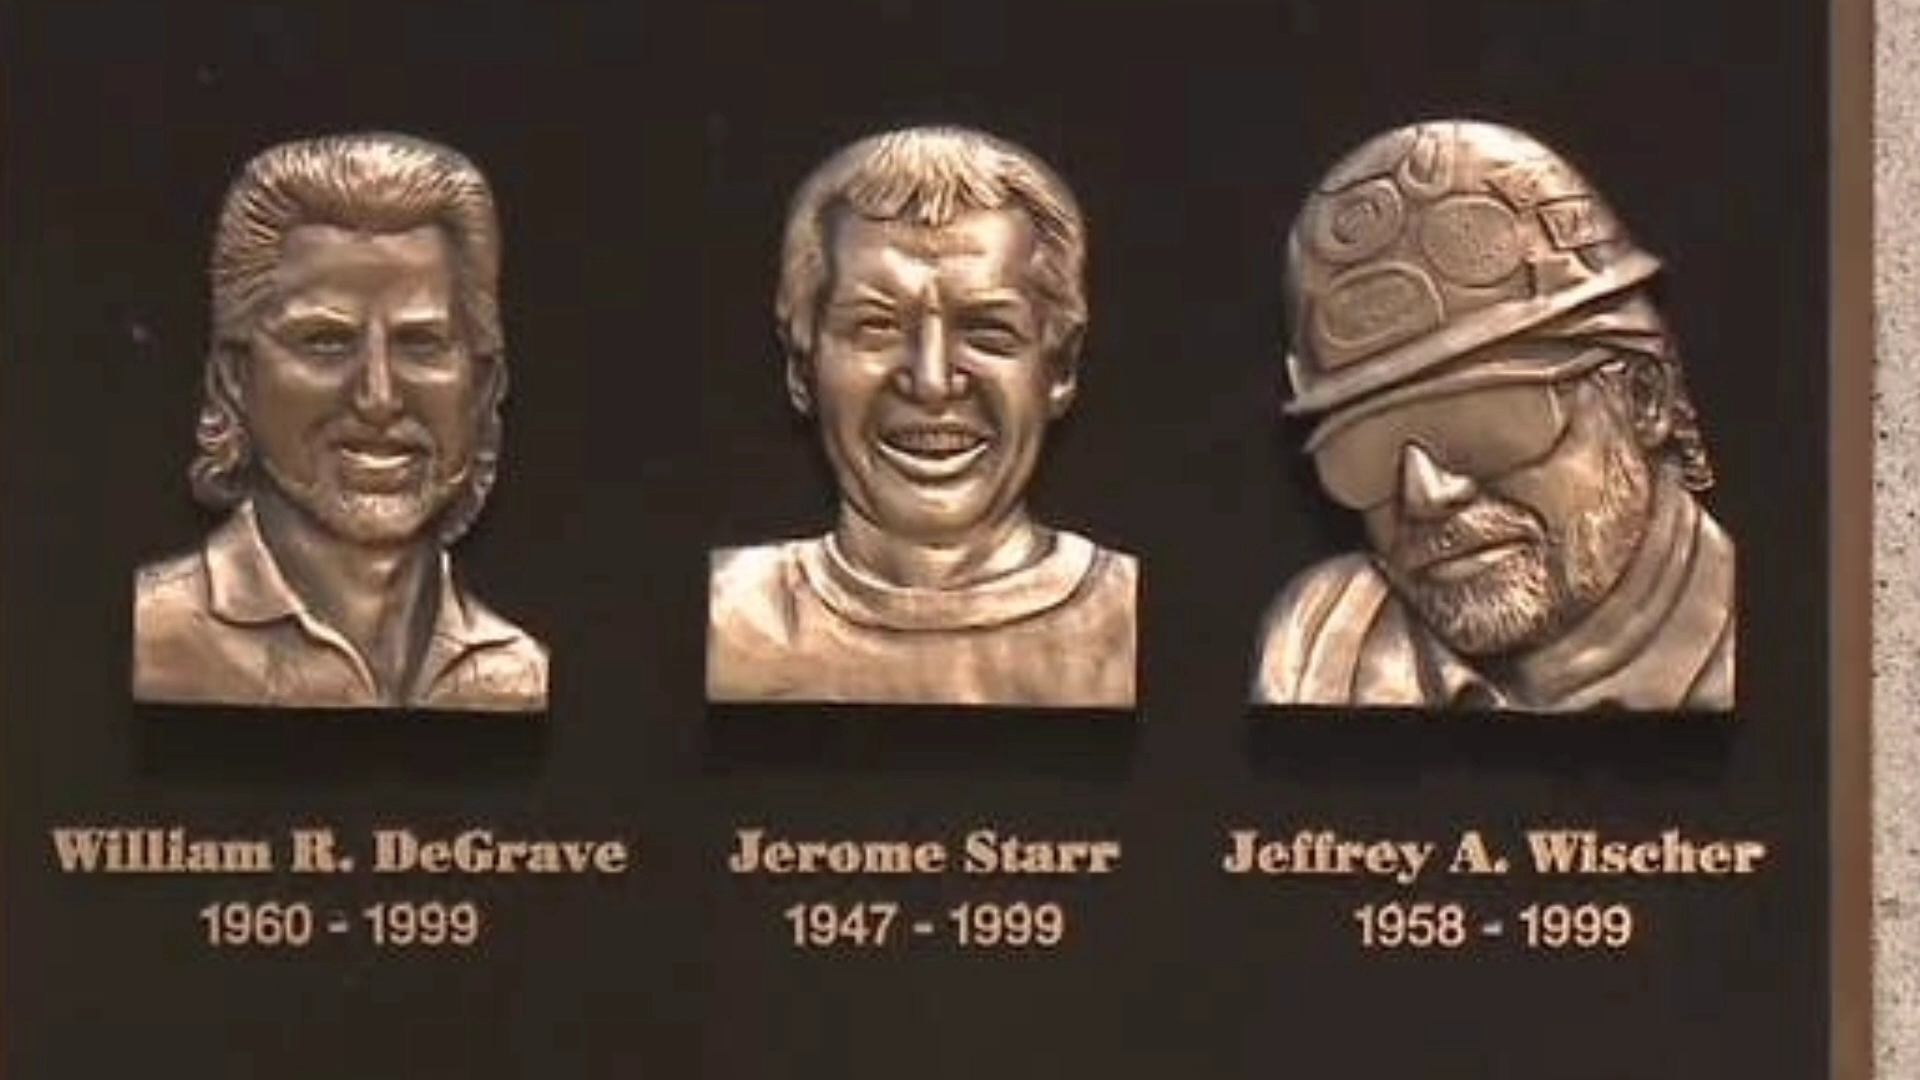 William R. DeGrave
1960 - 1999
Jerome Starr
1947 - 1999
Jeffrey A. Wischer
1958 - 1999